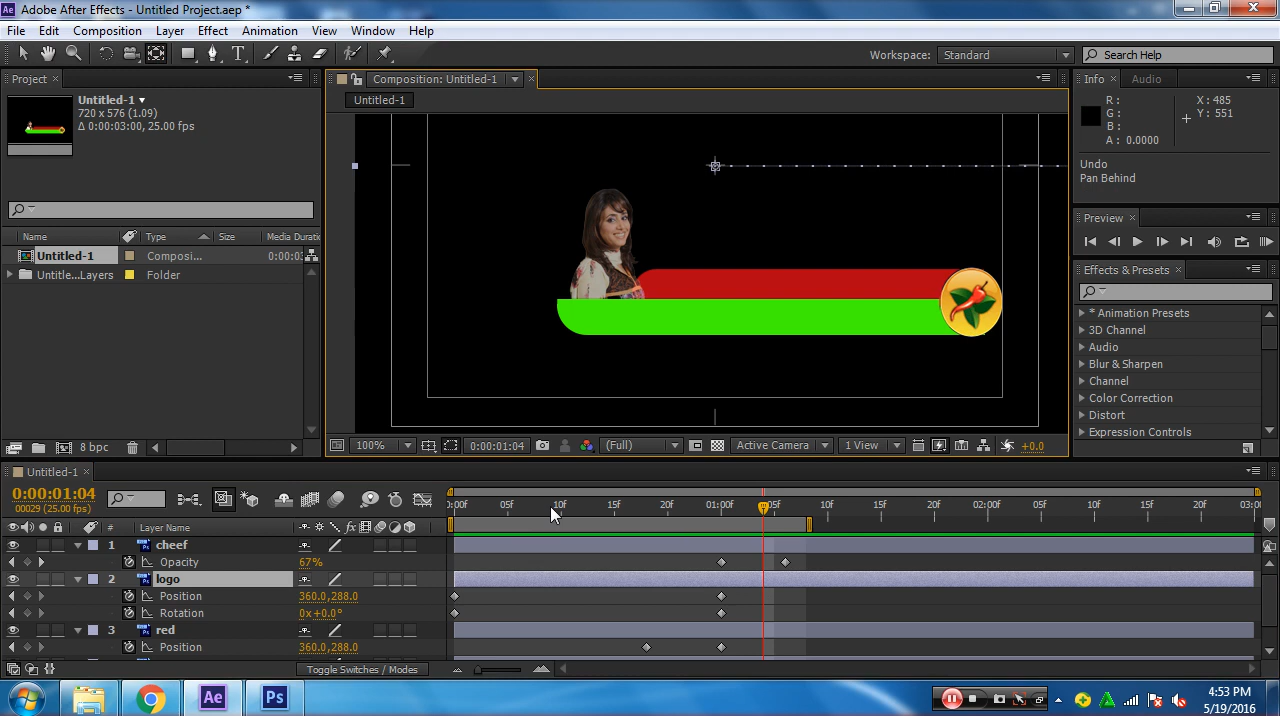 Adobe After Effects - Untitled Project.aep *
File Edit Composition Layer Effect Animation View Window Help
Workspace: Standard
Search Help
Project
Untitled-1
720 x 576 (1.09)
Δ 0:00:03:00, 25.00 fps
Name Type Size Media Duratic
Untitled-1 Composi...
Untitle...Layers Folder
8 bpc
Composition: Untitled-1
Untitled-1
100% 0:00:01:04 (Full) Active Camera 1 View +0.0
Info Audio
R: X: 485
G: Y: 551
B:
A: 0.0000
Undo
Pan Behind
Preview
Effects & Presets
* Animation Presets
3D Channel
Audio
Blur & Sharpen
Channel
Color Correction
Distort
Expression Controls
Untitled-1
0:00:01:04
00029 (25.00 fps)
:00f 05f 10f 15f 20f 01:00f 05f 10f 15f 20f 02:00f 05f 10f 15f 20f 03:0
# Layer Name
1 cheef
Opacity 67%
2 logo
Position 360.0,288.0
Rotation 0x+0.0°
3 red
Position 360.0,288.0
Toggle Switches / Modes
4:53 PM
5/19/2016